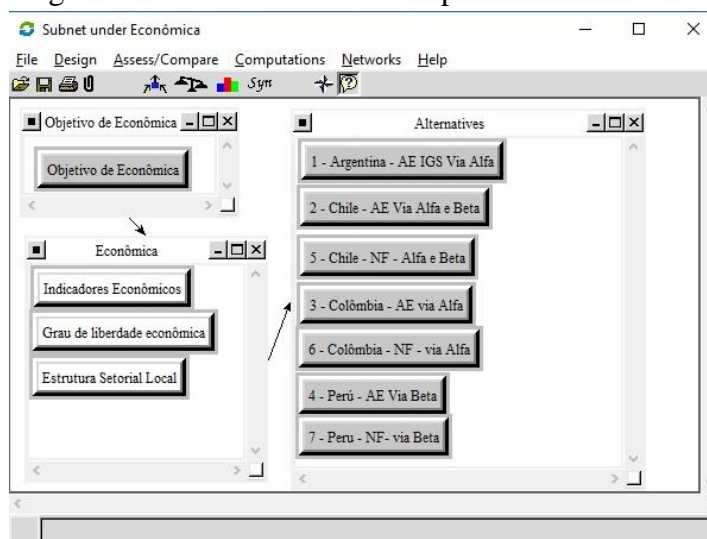 Subnet under Econômica
File Design Assess/Compare Computations Networks Help
Syn
Objetivo de Econômica
Objetivo de Econômica
Econômica
Indicadores Econômicos
Grau de liberdade econômica
Estrutura Setorial Local
Alternatives
1 - Argentina - AE IGS Via Alfa
2 - Chile - AE Via Alfa e Beta
5 - Chile - NF - Alfa e Beta
3 - Colômbia - AE via Alfa
6 - Colômbia - NF - via Alfa
4 - Perú - AE Via Beta
7 - Peru - NF- via Beta